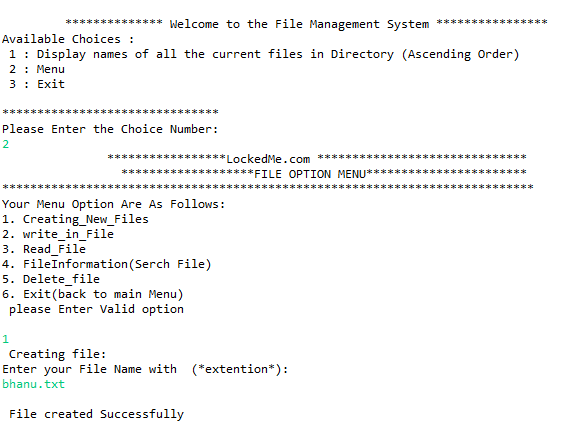 ************** Welcome to the File Management System ****************
Available Choices :
1 : Display names of all the current files in Directory (Ascending Order)
2 : Menu
3 : Exit
*******************************
Please Enter the Choice Number:
2
*****************LockedMe.com ******************************
*******************FILE OPTION MENU***********************
****************************************************************************
Your Menu Option Are As Follows:
1. Creating_New_Files
2. write_in_File
3. Read_File
4. FileInformation(Serch File)
5. Delete_file
6. Exit(back to main Menu)
please Enter Valid option
1
Creating file:
Enter your File Name with  (*extention*):
bhanu.txt
File created Successfully